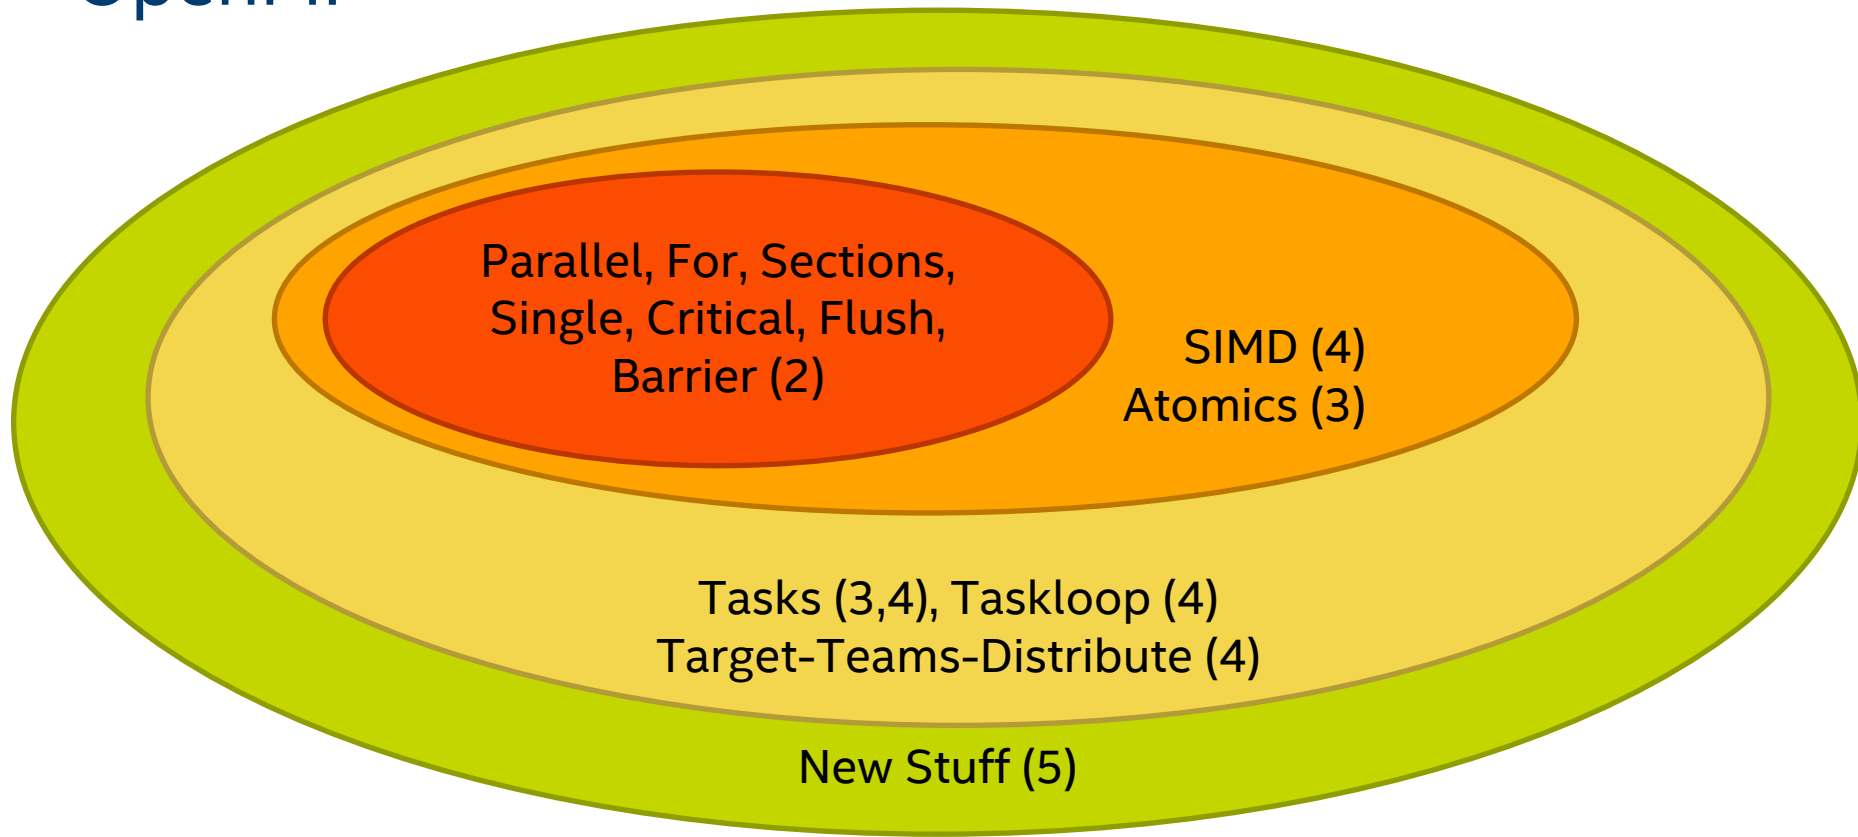 Parallel, For, Sections,
Single, Critical, Flush,
Barrier (2)
SIMD (4)
Atomics (3)
Tasks (3,4), Taskloop (4)
Target-Teams-Distribute (4)
New Stuff (5)